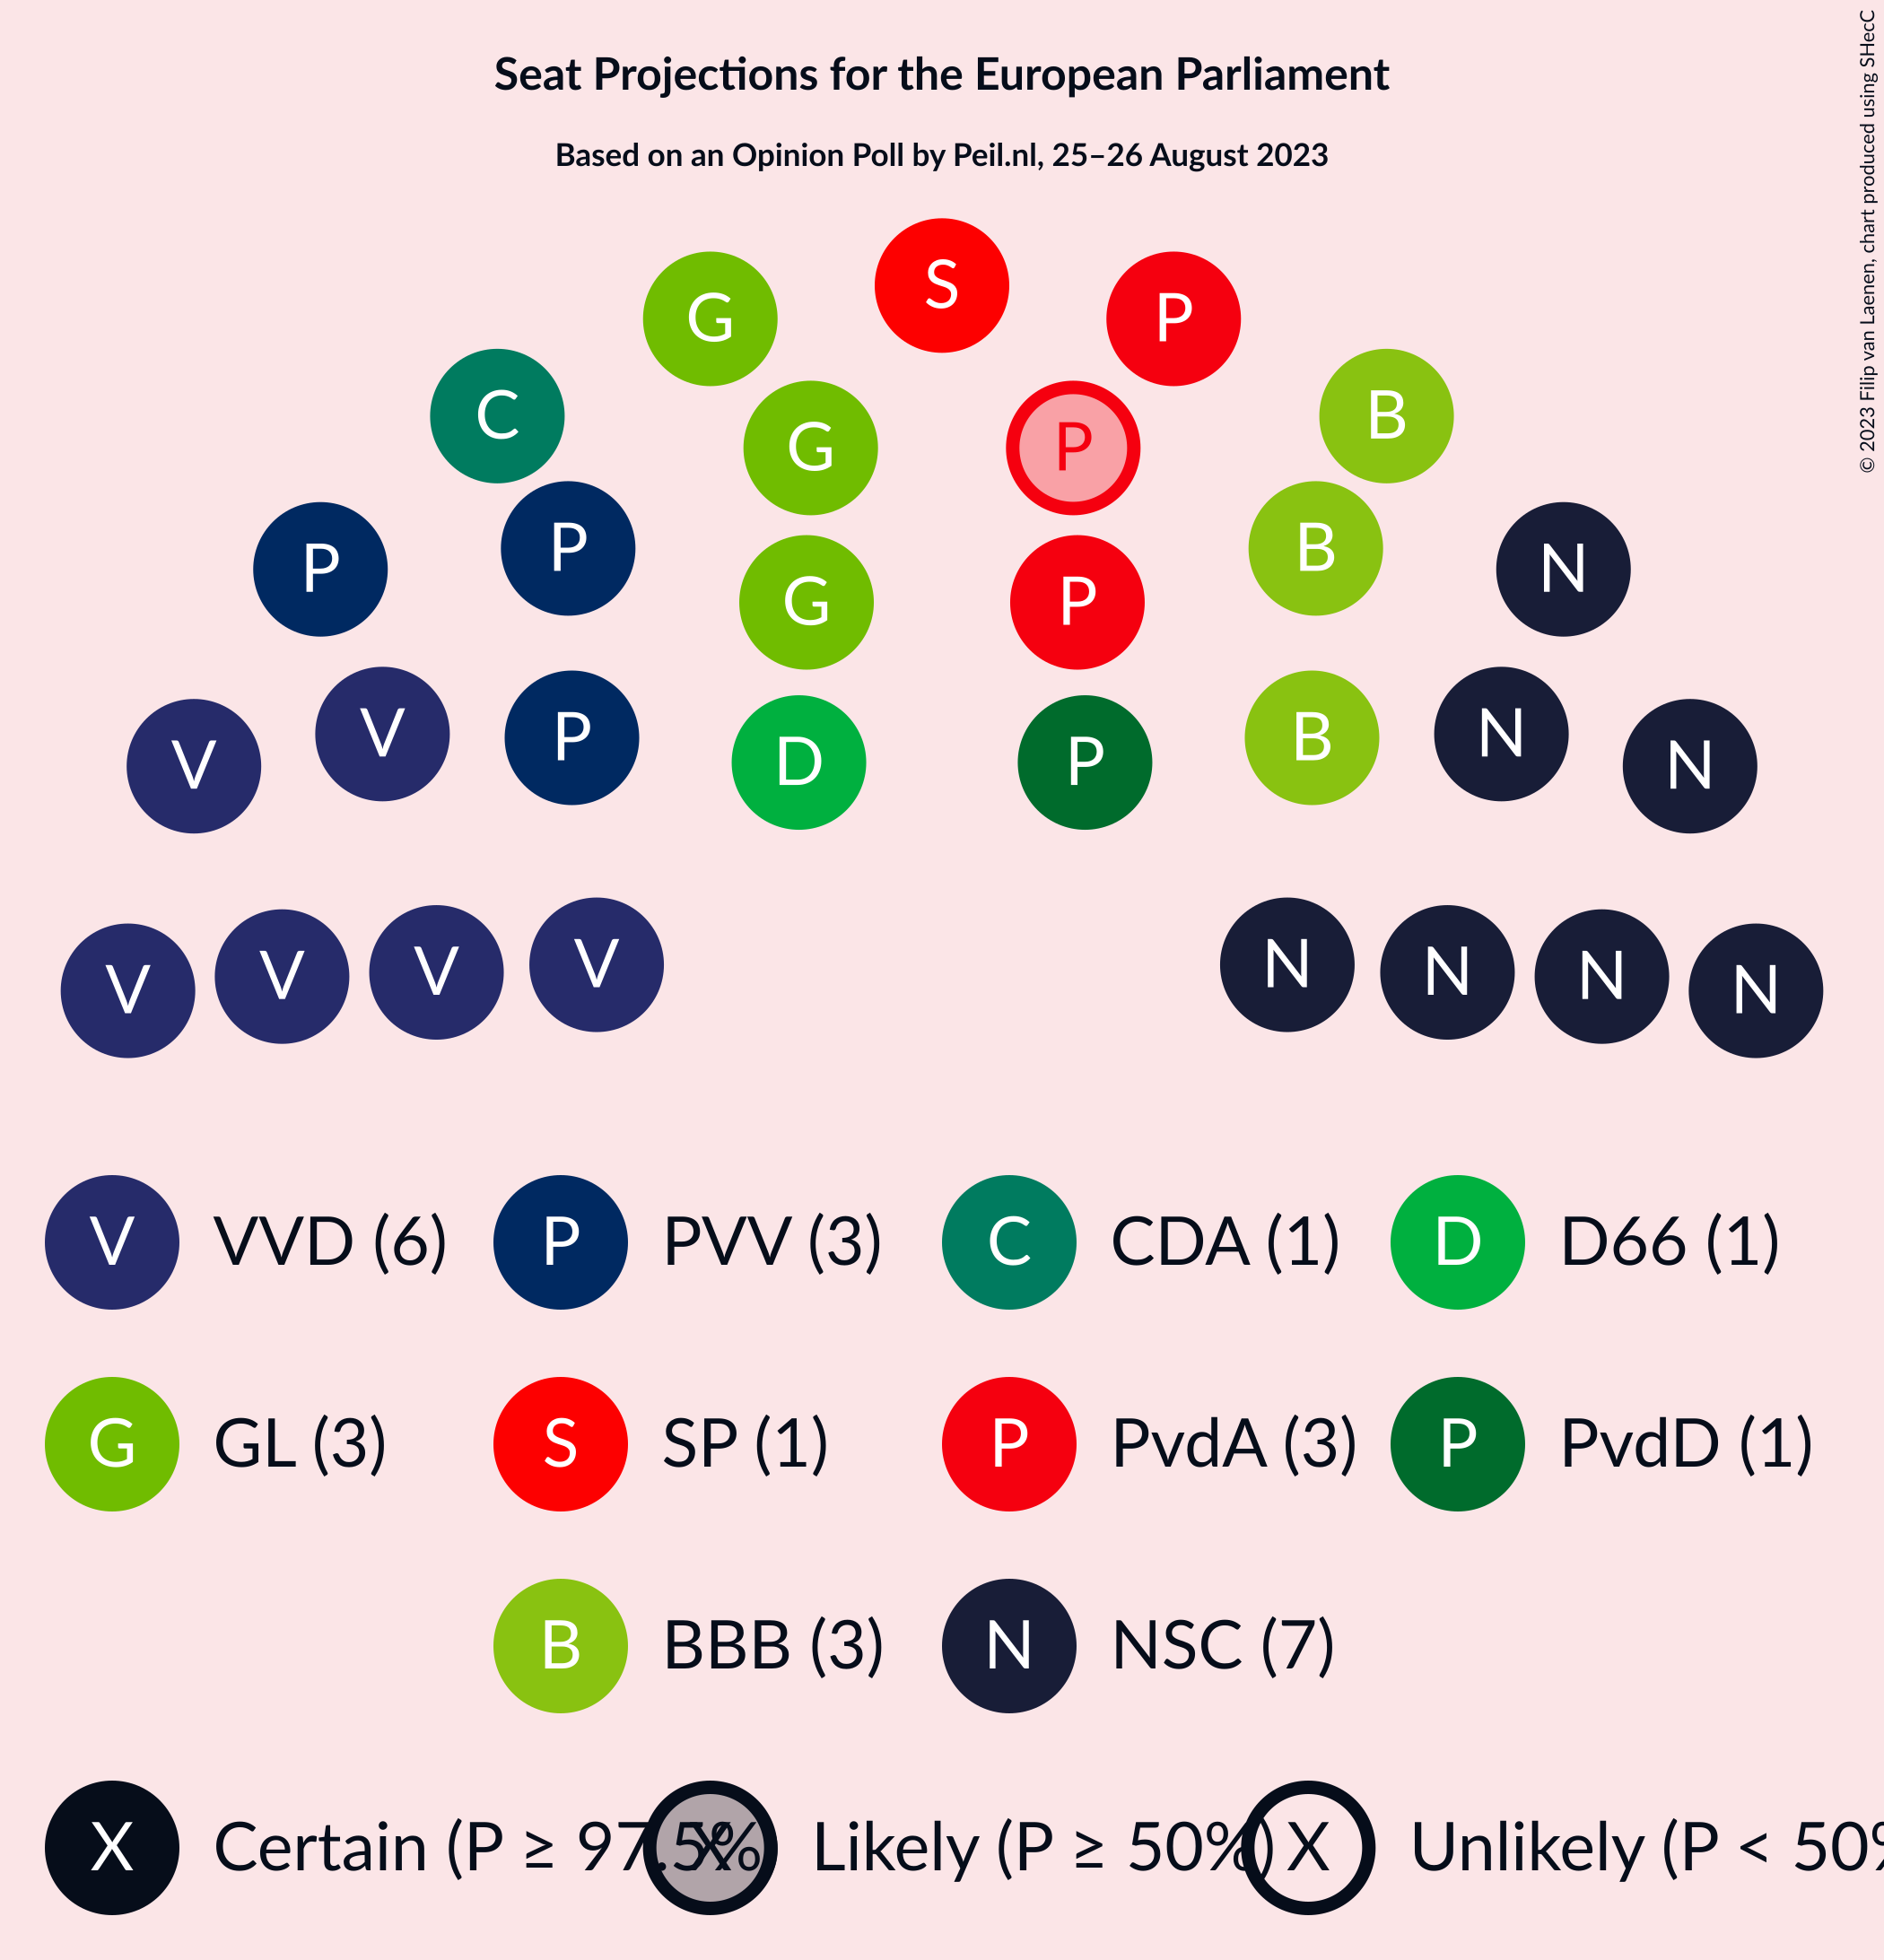 Seat Projections for the European Parliament
Based on an Opinion Poll by Peil.nl, 25–26 August 2023
© 2023 Filip van Laenen, chart produced using SHecC
S
G P
C B
G P
P P B N
G P
V V P D P B N N
V V V V N N N N
V VVD (6) P PVV (3) C CDA (1) D D66 (1)
G GL (3) S SP (1) P PvdA (3) P PvdD (1)
B BBB (3) N NSC (7)
X Certain (P ≥ 97.5% X Likely (P ≥ 50%) X Unlikely (P < 50%